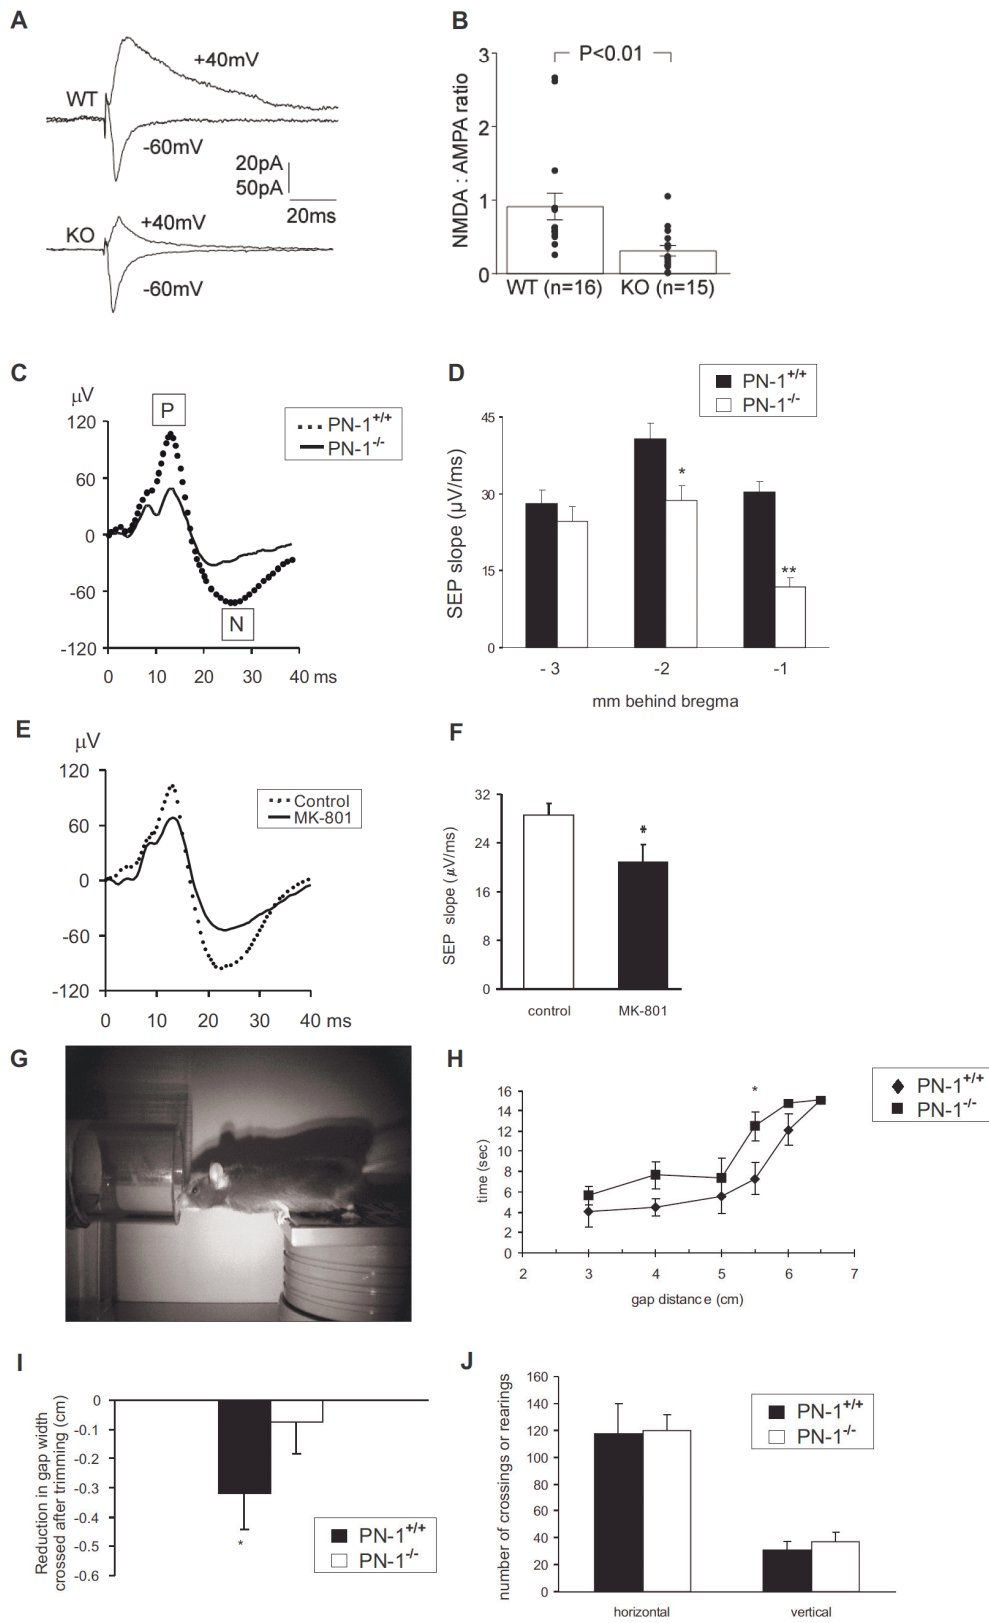 A
WT
+40mV
-60mV
20pA
50pA
20ms
KO
+40mV
-60mV
B
NMDA : AMPA ratio
3
2
1
0
P<0.01
WT (n=16) KO (n=15)
C
μV
120
60
0
-60
-120
P
N
PN-1+/+
PN-1-/-
0 10 20 30 40 ms
D
PN-1+/+
PN-1-/-
SEP slope (μV/ms)
45
30
15
0
*
**
- 3 -2 -1
mm behind bregma
E
μV
120
60
0
-60
-120
Control
MK-801
0 10 20 30 40 ms
F
SEP slope (μV/ms)
32
24
16
8
0
*
control MK-801
G
H
PN-1+/+
PN-1-/-
time (sec)
16
14
12
10
8
6
4
2
0
*
2 3 4 5 6 7
gap distance (cm)
I
Reduction in gap width
crossed after trimming (cm)
0
-0.1
-0.2
-0.3
-0.4
-0.5
-0.6
*
PN-1+/+
PN-1-/-
J
number of crossings or rearings
160
140
120
100
80
60
40
20
0
PN-1+/+
PN-1-/-
horizontal vertical